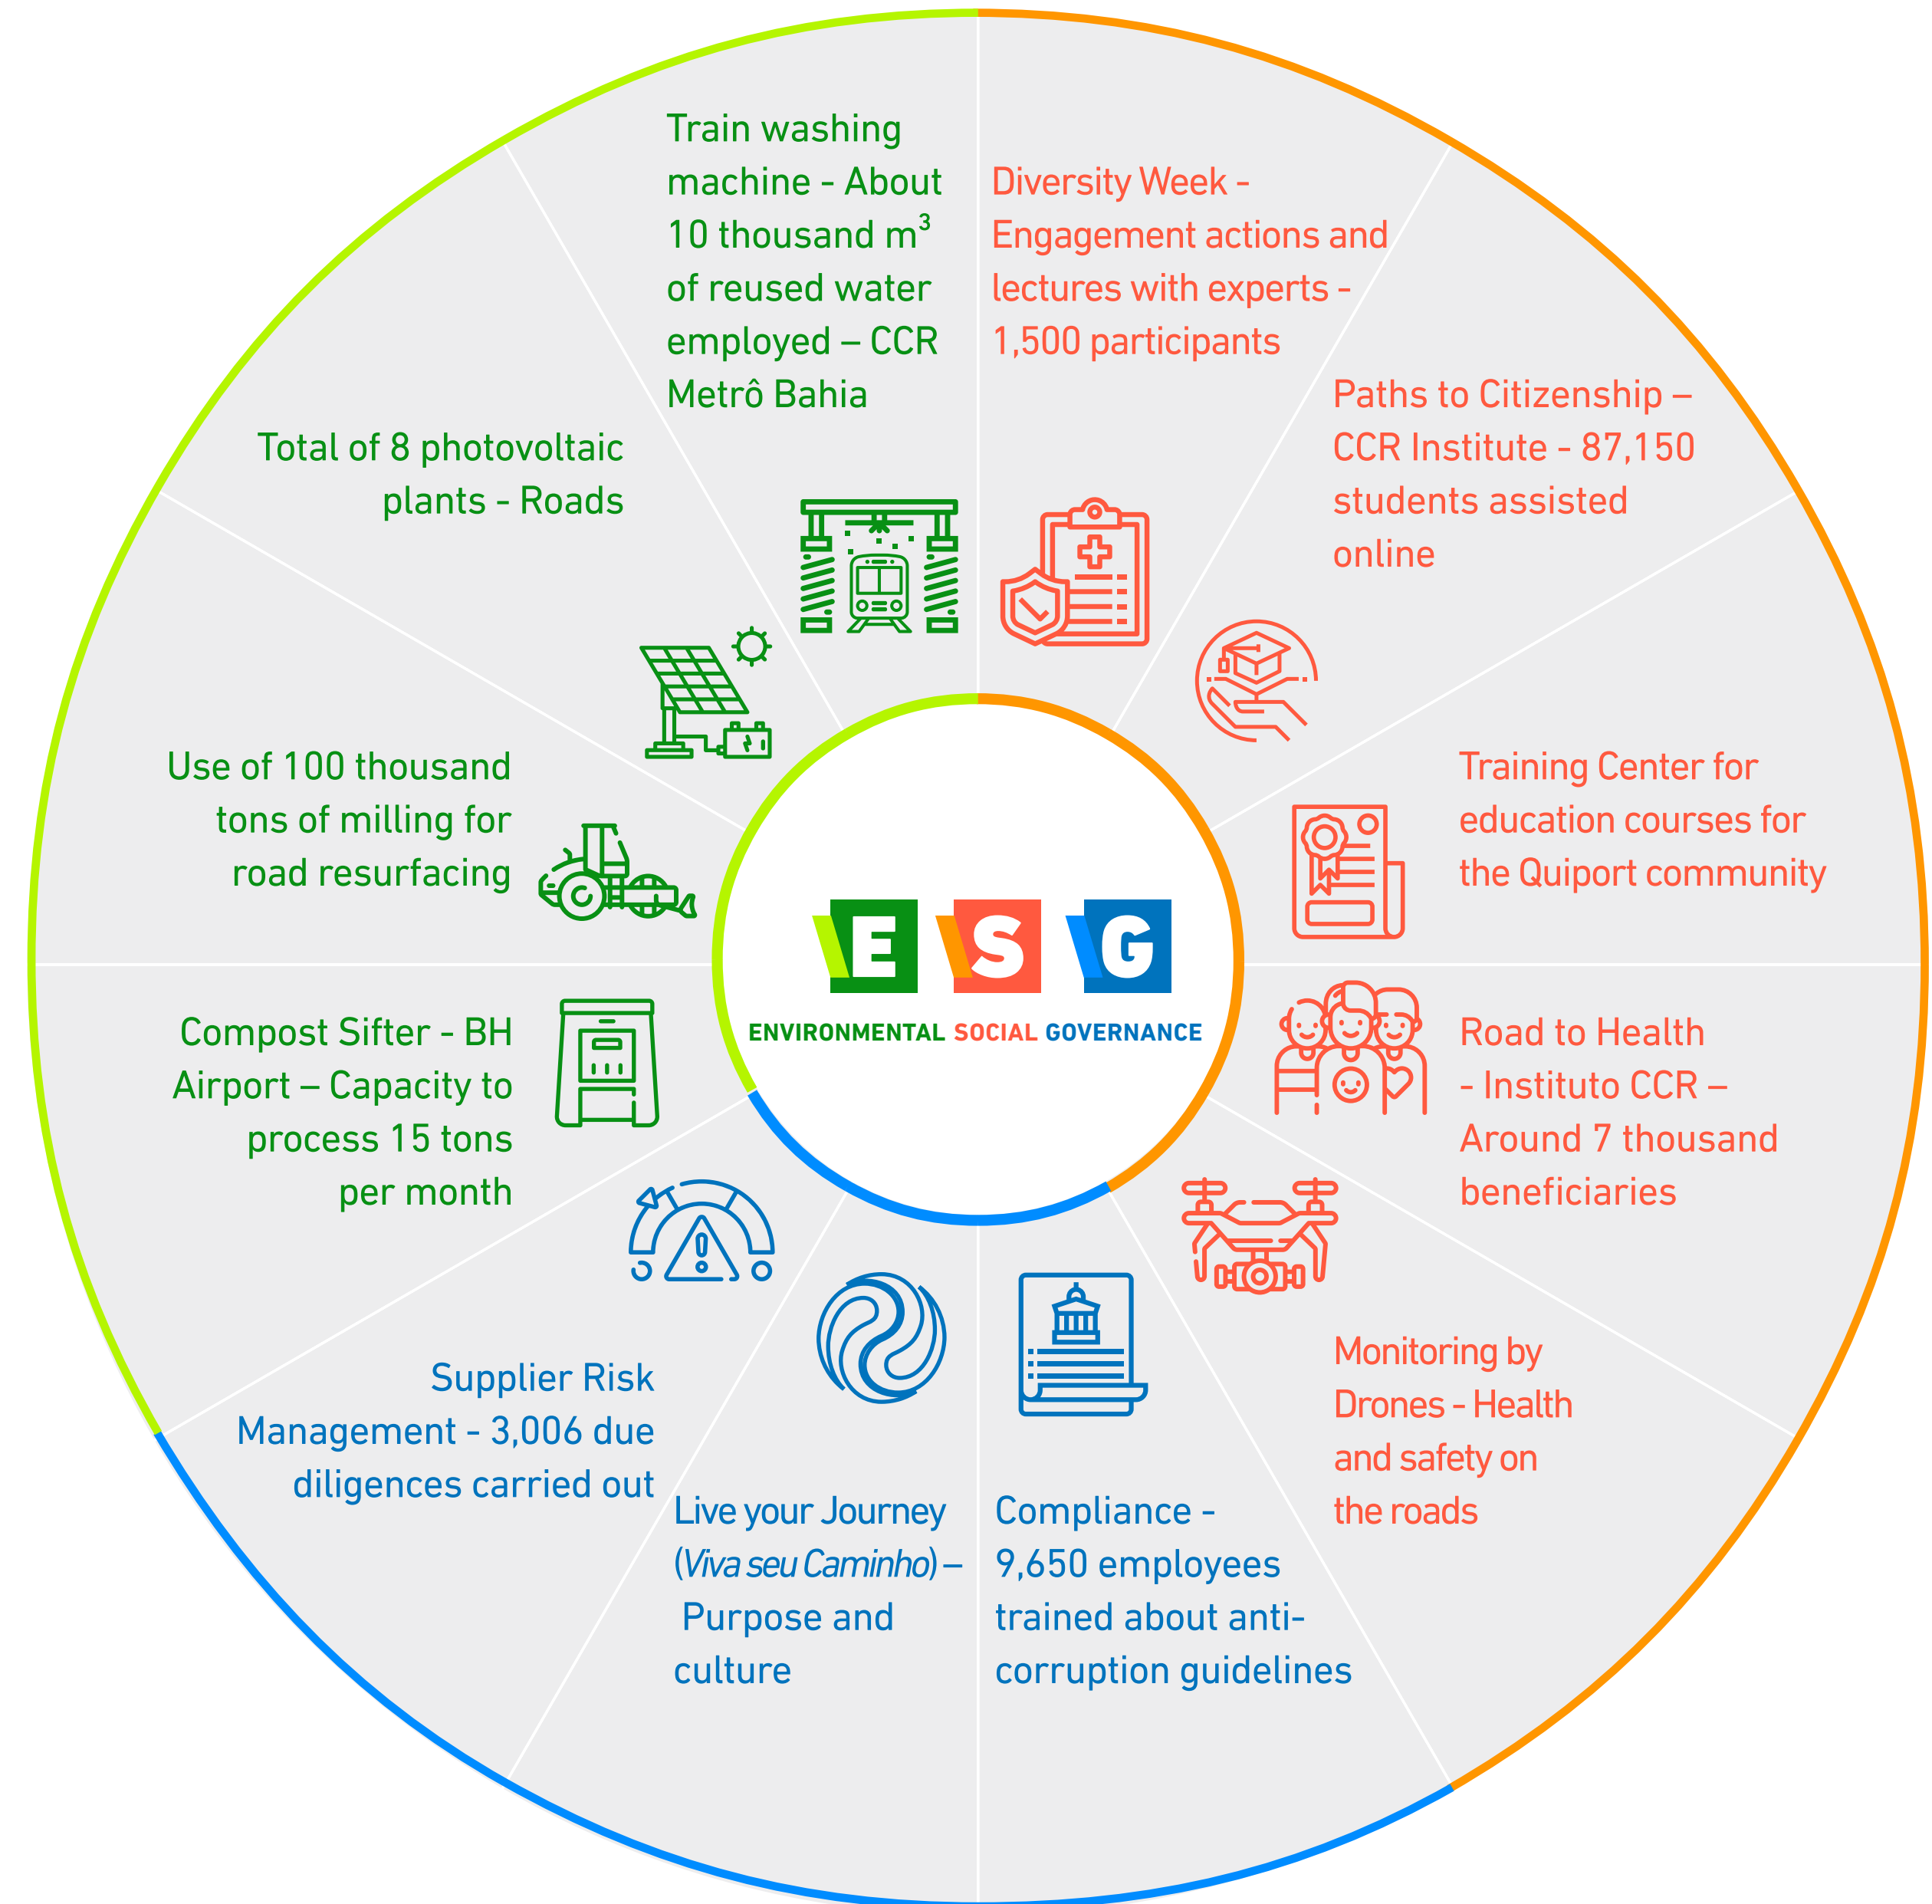 Train washing
machine - About
10 thousand m³
of reused water
employed – CCR
Metrô Bahia
Diversity Week -
Engagement actions and
lectures with experts -
1,500 participants
Paths to Citizenship –
CCR Institute - 87,150
students assisted
online
Training Center for
education courses for
the Quiport community
Road to Health
- Instituto CCR –
Around 7 thousand
beneficiaries
Monitoring by
Drones - Health
and safety on
the roads
Compliance -
9,650 employees
trained about anti-
corruption guidelines
Live your Journey
(Viva seu Caminho) –
Purpose and
culture
Supplier Risk
Management - 3,006 due
diligences carried out
Compost Sifter - BH
Airport – Capacity to
process 15 tons
per month
Use of 100 thousand
tons of milling for
road resurfacing
Total of 8 photovoltaic
plants - Roads
E S G
ENVIRONMENTAL SOCIAL GOVERNANCE